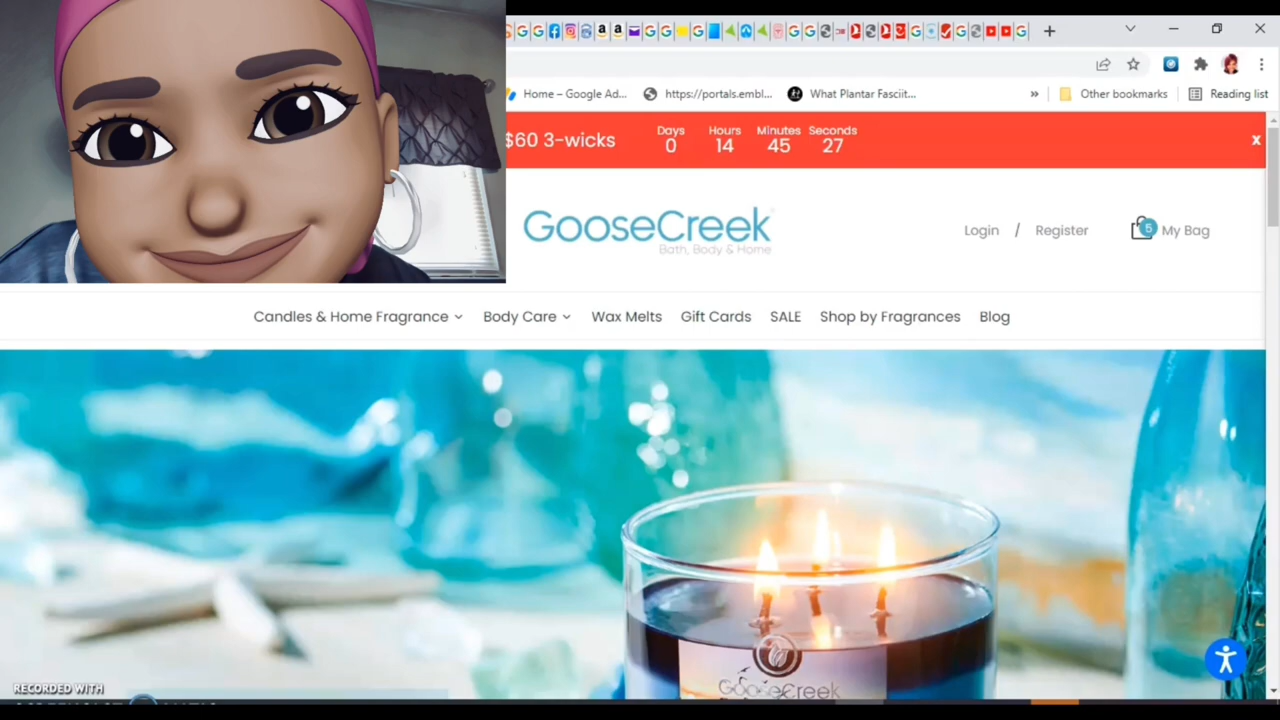 Home – Google Ad...
https://portals.embl...
What Plantar Fasciit...
»
Other bookmarks
Reading list
$60 3-wicks
Days
Hours
Minutes
Seconds
0
14
45
27
x
GooseCreek
Bath, Body & Home
Login / Register
5
My Bag
Candles & Home Fragrance
Body Care
Wax Melts
Gift Cards
SALE
Shop by Fragrances
Blog
GooseCreek
RECORDED WITH